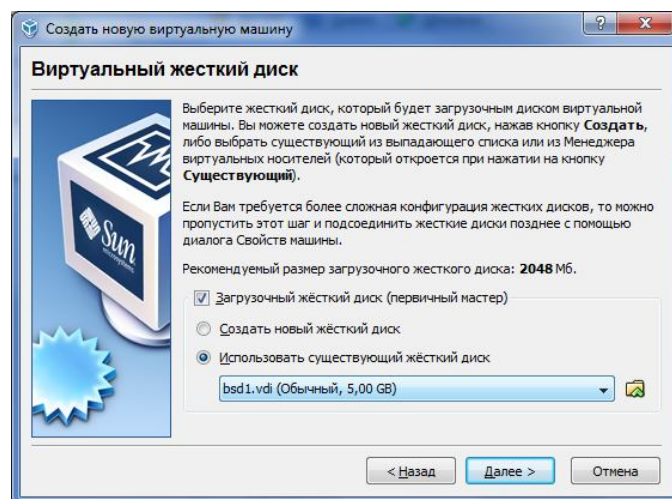 Создать новую виртуальную машину
Виртуальный жесткий диск
Выберите жесткий диск, который будет загрузочным диском виртуальной
машины. Вы можете создать новый жесткий диск, нажав кнопку Создать,
либо выбрать существующий из выпадающего списка или из Менеджера
виртуальных носителей (который откроется при нажатии на кнопку
Существующий).
Если Вам требуется более сложная конфигурация жестких дисков, то можно
пропустить этот шаг и подсоединить жесткие диски позднее с помощью
диалога Свойств машины.
Рекомендуемый размер загрузочного жесткого диска: 2048 Мб.
Загрузочный жёсткий диск (первичный мастер)
Создать новый жёсткий диск
Использовать существующий жёсткий диск
bsd1.vdi (Обычный, 5,00 GB)
Sun
microsystems
< Назад
Далее >
Отмена